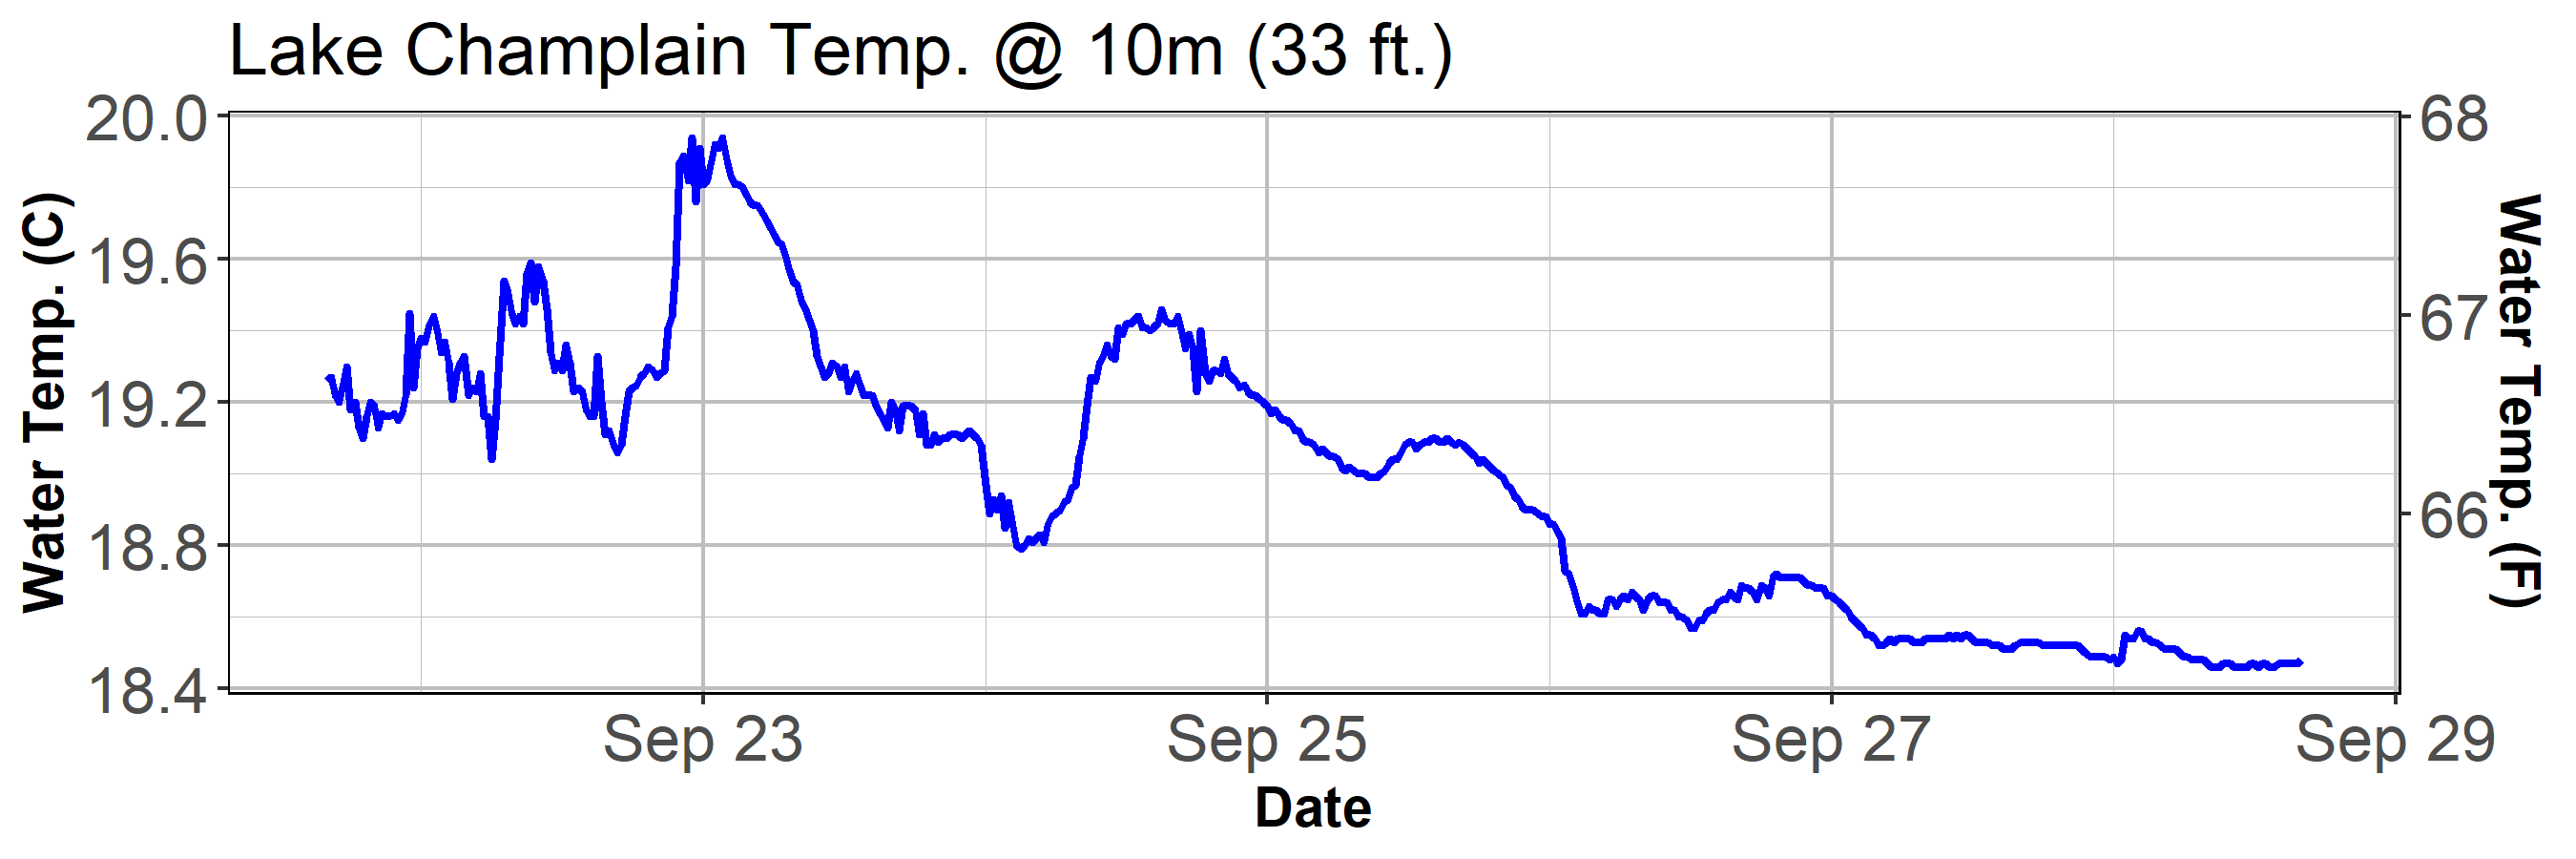 Lake Champlain Temp. @ 10m (33 ft.)
Water Temp. (C)
20.0
19.6
19.2
18.8
18.4
68
67
66
Water Temp. (F)
Sep 23 Sep 25 Sep 27 Sep 29
Date